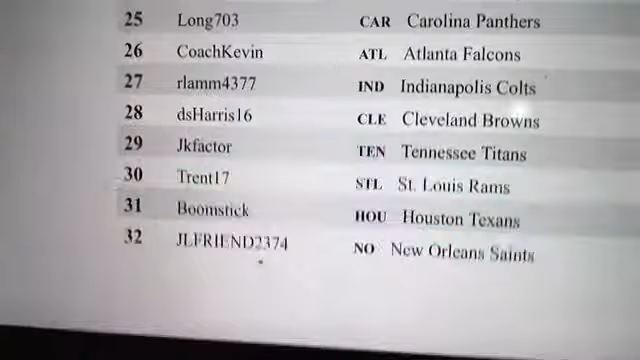 25 Long703 CAR Carolina Panthers
26 CoachKevin ATL Atlanta Falcons
27 rlamm4377 IND Indianapolis Colts
28 dsHarris16 CLE Cleveland Browns
29 Jkfactor TEN Tennessee Titans
30 Trent17 STL St. Louis Rams
31 Boomstick HOU Houston Texans
32 JLFRIEND2374 NO New Orleans Saints